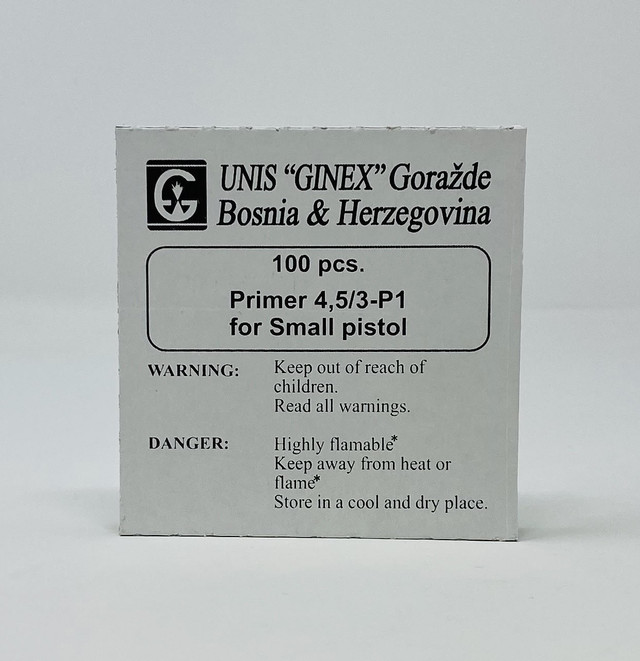 G
UNIS “GINEX” Goražde
Bosnia & Herzegovina
100 pcs.
Primer 4,5/3-P1
for Small pistol
WARNING: Keep out of reach of
children.
Read all warnings.
DANGER: Highly flamable*
Keep away from heat or
flame*
Store in a cool and dry place.